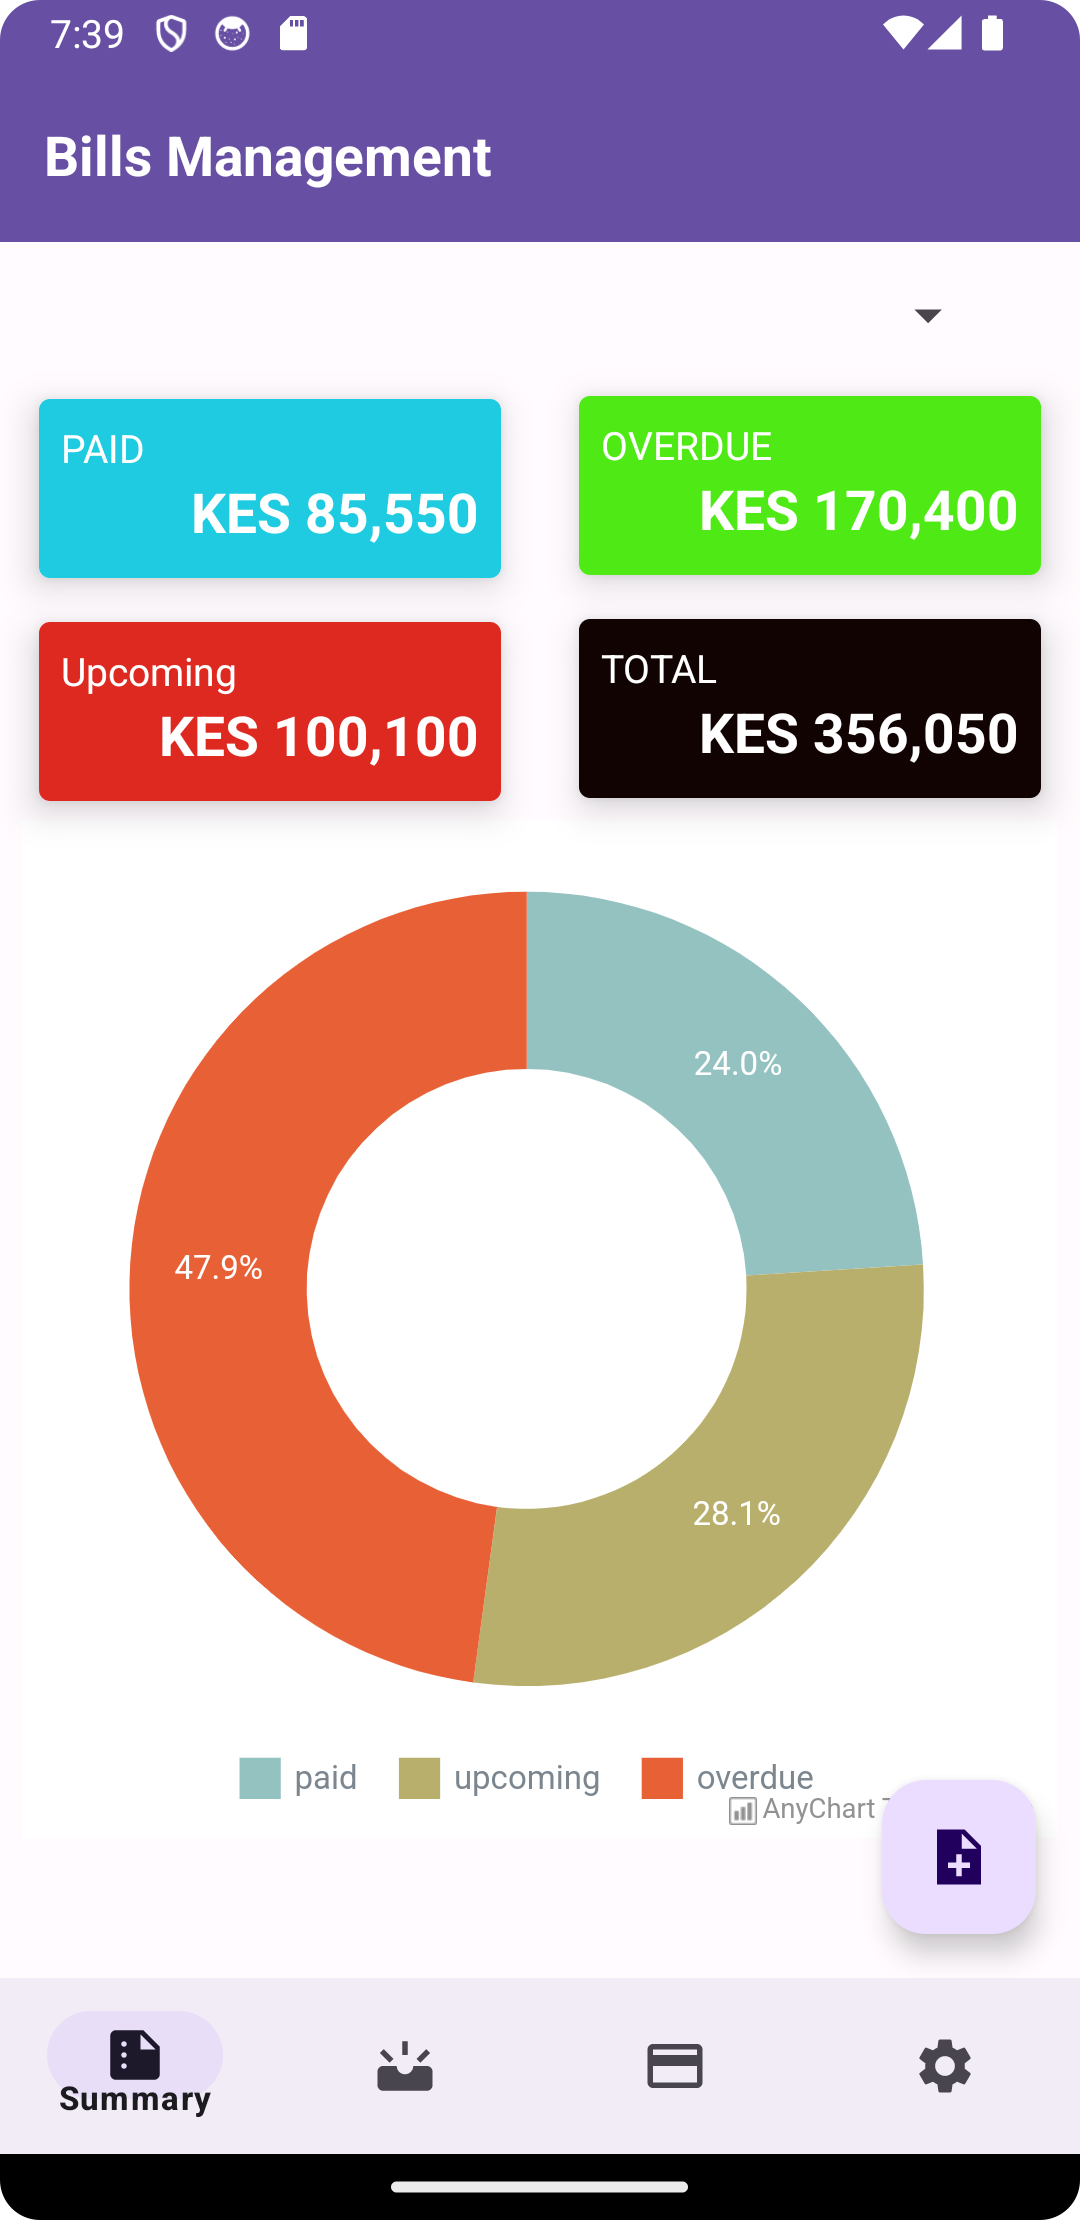 7:39
Bills Management
PAID
KES 85,550
OVERDUE
KES 170,400
Upcoming
KES 100,100
TOTAL
KES 356,050
24.0%
47.9%
28.1%
paid upcoming overdue
AnyChart
Summary